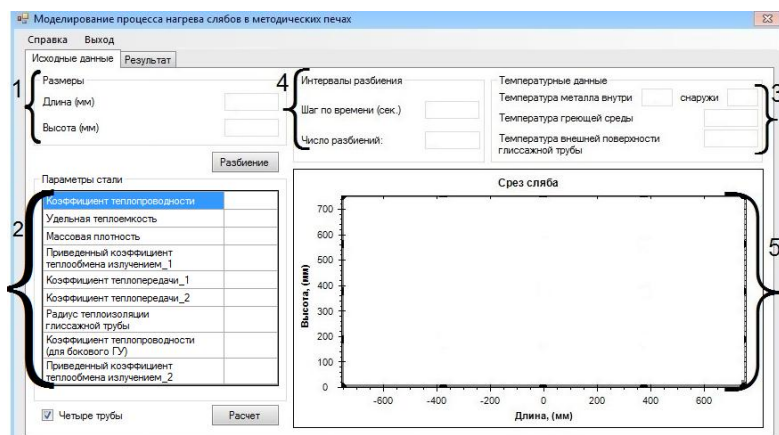 Моделирование процесса нагрева слябов в методических печах
Справка Выход
Исходные данные Результат
1
Размеры
Длина (мм)
Высота (мм)
Разбиение
4
Интервалы разбиения
Шаг по времени (сек.)
Число разбиений:
Температурные данные
3
Температура металла внутри снаружи
Температура греющей среды
Температура внешней поверхности
глиссажной трубы
Параметры стали
2
Коэффициент теплопроводности
Удельная теплоемкость
Массовая плотность
Приведенный коэффициент
теплообмена излучением_1
Коэффициент теплопередачи_1
Коэффициент теплопередачи_2
Радиус теплоизоляции
глиссажной трубы
Коэффициент теплопроводности
(для бокового ГУ)
Приведенный коэффициент
теплообмена излучением_2
Четыре трубы Расчет
Срез сляба
5
Высота, (мм)
700
600
500
400
300
200
100
0
-600 -400 -200 0 200 400 600
Длина, (мм)